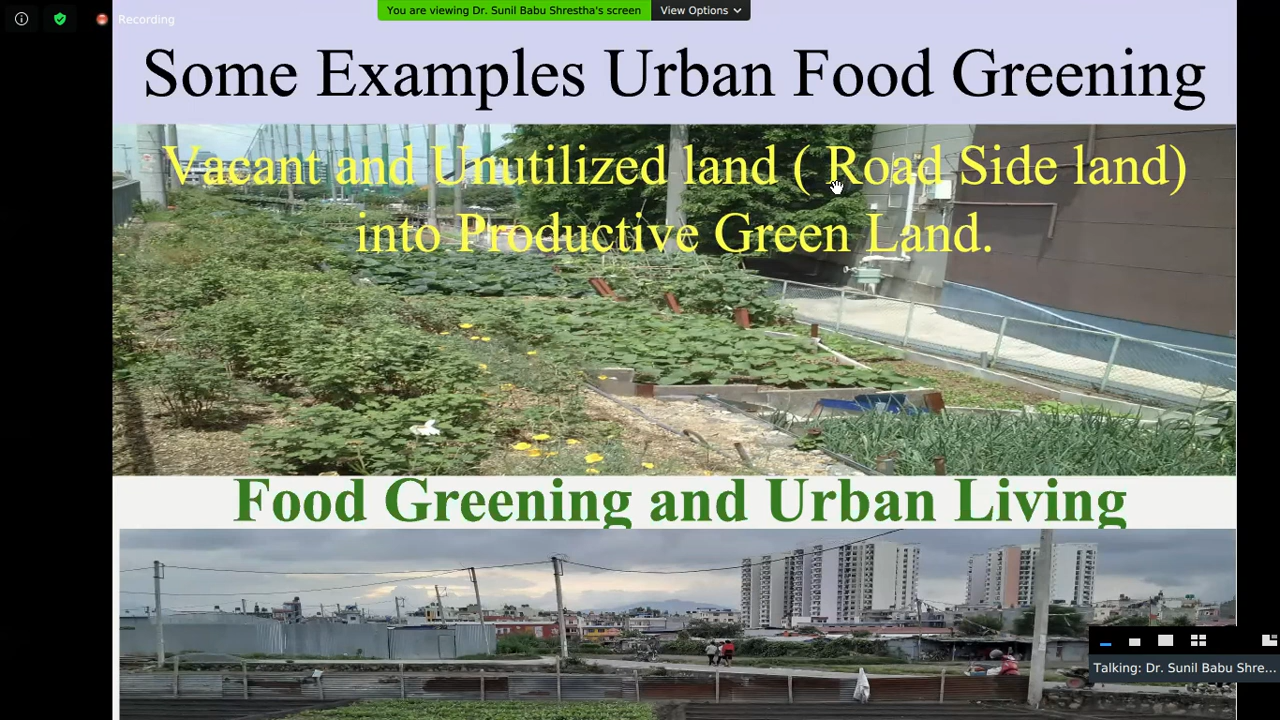 You are viewing Dr. Sunil Babu Shrestha's screen
View Options
Recording
Some Examples Urban Food Greening
Vacant and Unutilized land ( Road Side land)
into Productive Green Land.
Food Greening and Urban Living
Talking: Dr. Sunil Babu Shre...